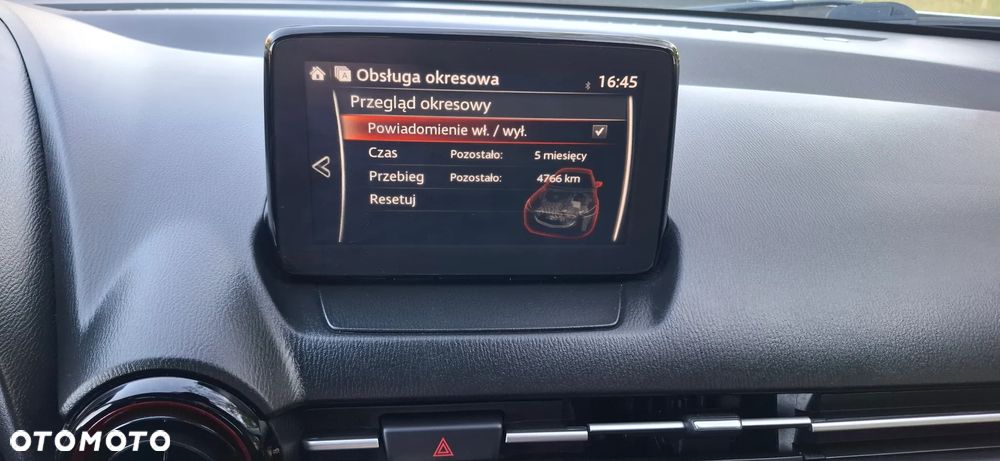 A Obsługa okresowa 16:45
Przegląd okresowy
Powiadomienie wł. / wył.
Czas Pozostało: 5 miesięcy
Przebieg Pozostało: 4766 km
Resetuj
OTOMOTO